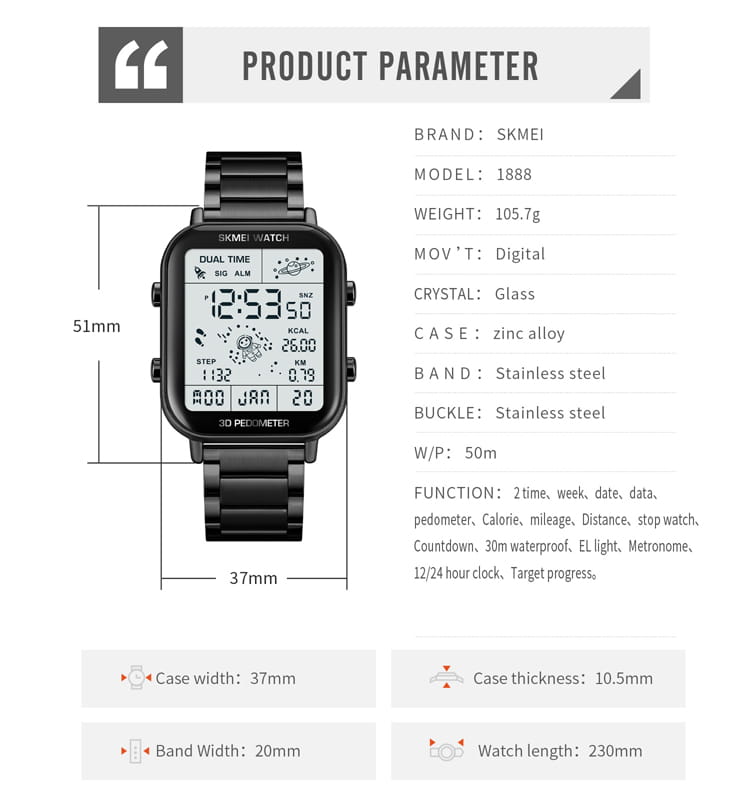 PRODUCT PARAMETER
BRAND: SKMEI
MODEL: 1888
WEIGHT: 105.7g
MOV'T: Digital
CRYSTAL: Glass
CASE: zinc alloy
BAND: Stainless steel
BUCKLE: Stainless steel
W/P: 50m
FUNCTION: 2 time、week、date、data、
pedometer、Calorie、mileage、Distance、stop watch、
Countdown、30m waterproof、EL light、Metronome、
12/24 hour clock、Target progress。
51mm
SKMEI WATCH
DUAL TIME
SIG ALM
P 12:53 SNZ 50
KCAL
26.00
STEP KM
1132 0.79
MOO JAN 20
3D PEDOMETER
37mm
Case width: 37mm
Case thickness: 10.5mm
Band Width: 20mm
Watch length: 230mm